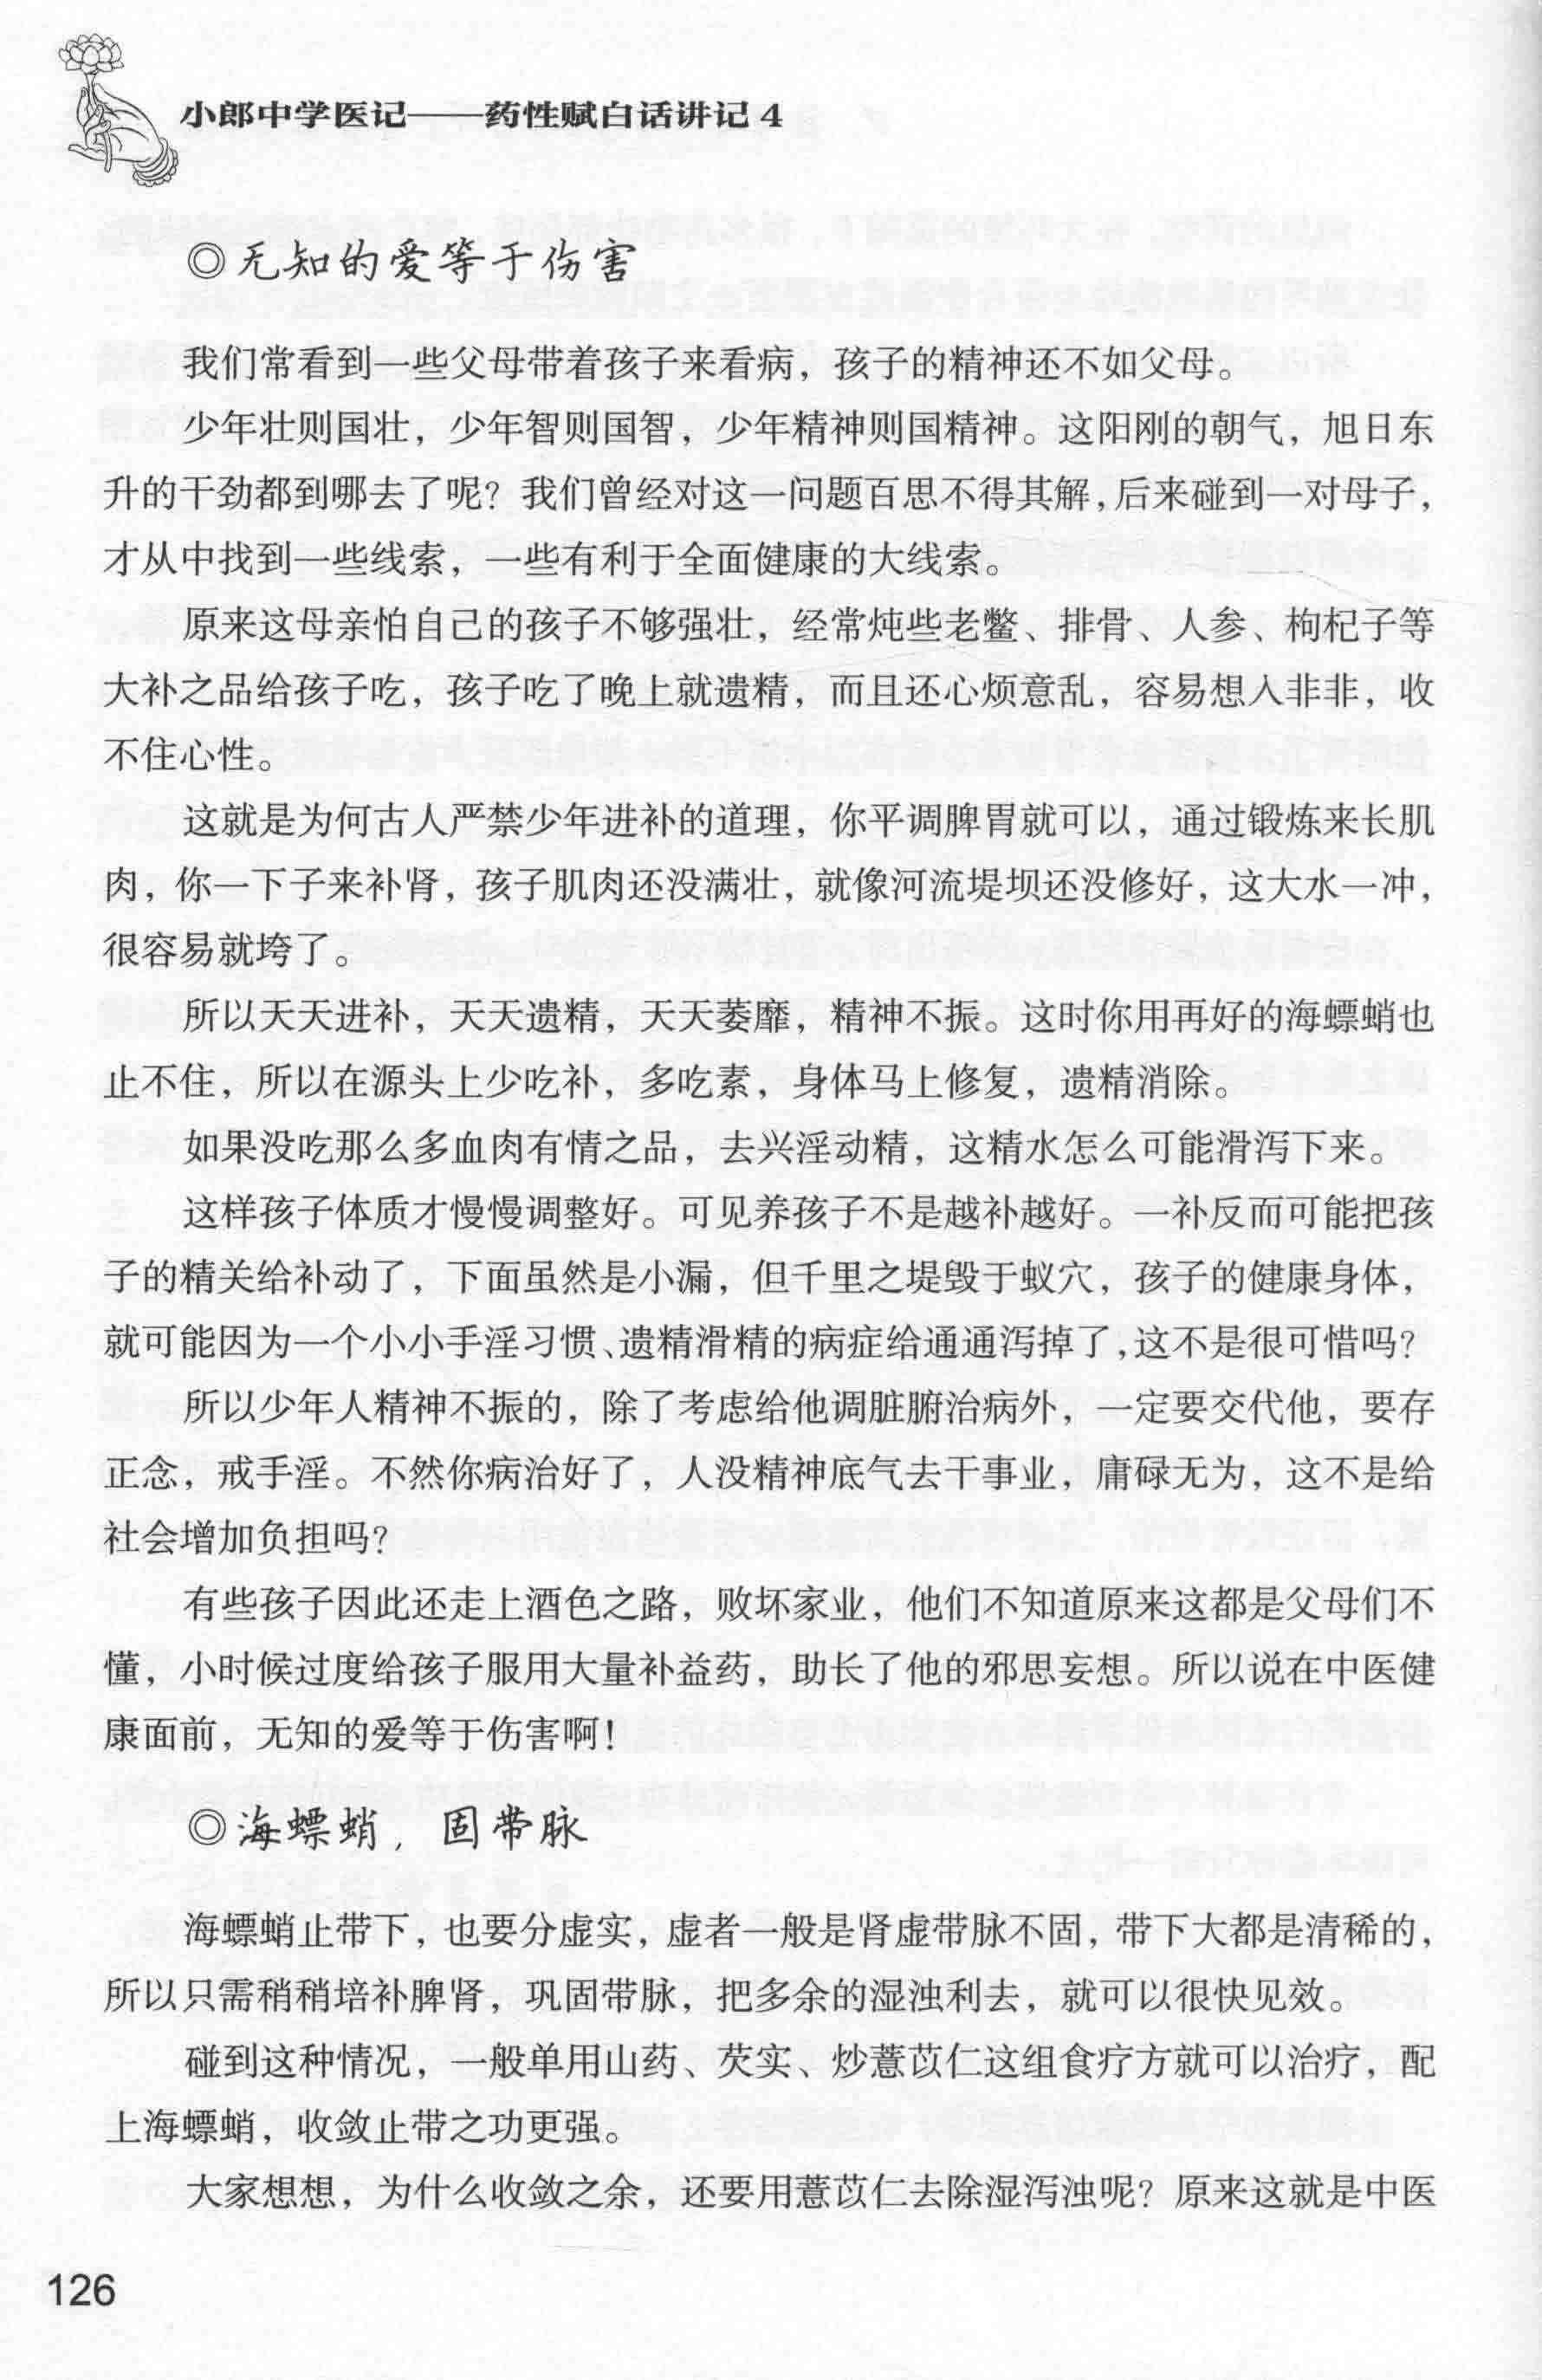 小郎中学医记——药性赋白话讲记4
◎无知的爱等于伤害
我们常看到一些父母带着孩子来看病，孩子的精神还不如父母。
少年壮则国壮，少年智则国智，少年精神则国精神。这阳刚的朝气，旭日东
升的干劲都到哪去了呢？我们曾经对这一问题百思不得其解，后来碰到一对母子，
才从中找到一些线索，一些有利于全面健康的大线索。
原来这母亲怕自己的孩子不够强壮，经常炖些老鳖、排骨、人参、枸杞子等
大补之品给孩子吃，孩子吃了晚上就遗精，而且还心烦意乱，容易想入非非，收
不住心性。
这就是为何古人严禁少年进补的道理，你平调脾胃就可以，通过锻炼来长肌
肉，你一下子来补肾，孩子肌肉还没满壮，就像河流堤坝还没修好，这大水一冲，
很容易就垮了。
所以天天进补，天天遗精，天天萎靡，精神不振。这时你用再好的海螵蛸也
止不住，所以在源头上少吃补，多吃素，身体马上修复，遗精消除。
如果没吃那么多血肉有情之品，去兴淫动精，这精水怎么可能滑泻下来。
这样孩子体质才慢慢调整好。可见养孩子不是越补越好。一补反而可能把孩
子的精关给补动了，下面虽然是小漏，但千里之堤毁于蚁穴，孩子的健康身体，
就可能因为一个小小手淫习惯、遗精滑精的病症给通通泻掉了，这不是很可惜吗？
所以少年人精神不振的，除了考虑给他调脏腑治病外，一定要交代他，要存
正念，戒手淫。不然你病治好了，人没精神底气去干事业，庸碌无为，这不是给
社会增加负担吗？
有些孩子因此还走上酒色之路，败坏家业，他们不知道原来这都是父母们不
懂，小时候过度给孩子服用大量补益药，助长了他的邪思妄想。所以说在中医健
康面前，无知的爱等于伤害啊！
◎海螵蛸，固带脉
海螵蛸止带下，也要分虚实，虚者一般是肾虚带脉不固，带下大都是清稀的，
所以只需稍稍培补脾肾，巩固带脉，把多余的湿浊利去，就可以很快见效。
碰到这种情况，一般单用山药、芡实、炒薏苡仁这组食疗方就可以治疗，配
上海螵蛸，收敛止带之功更强。
大家想想，为什么收敛之余，还要用薏苡仁去除湿泻浊呢？原来这就是中医
126